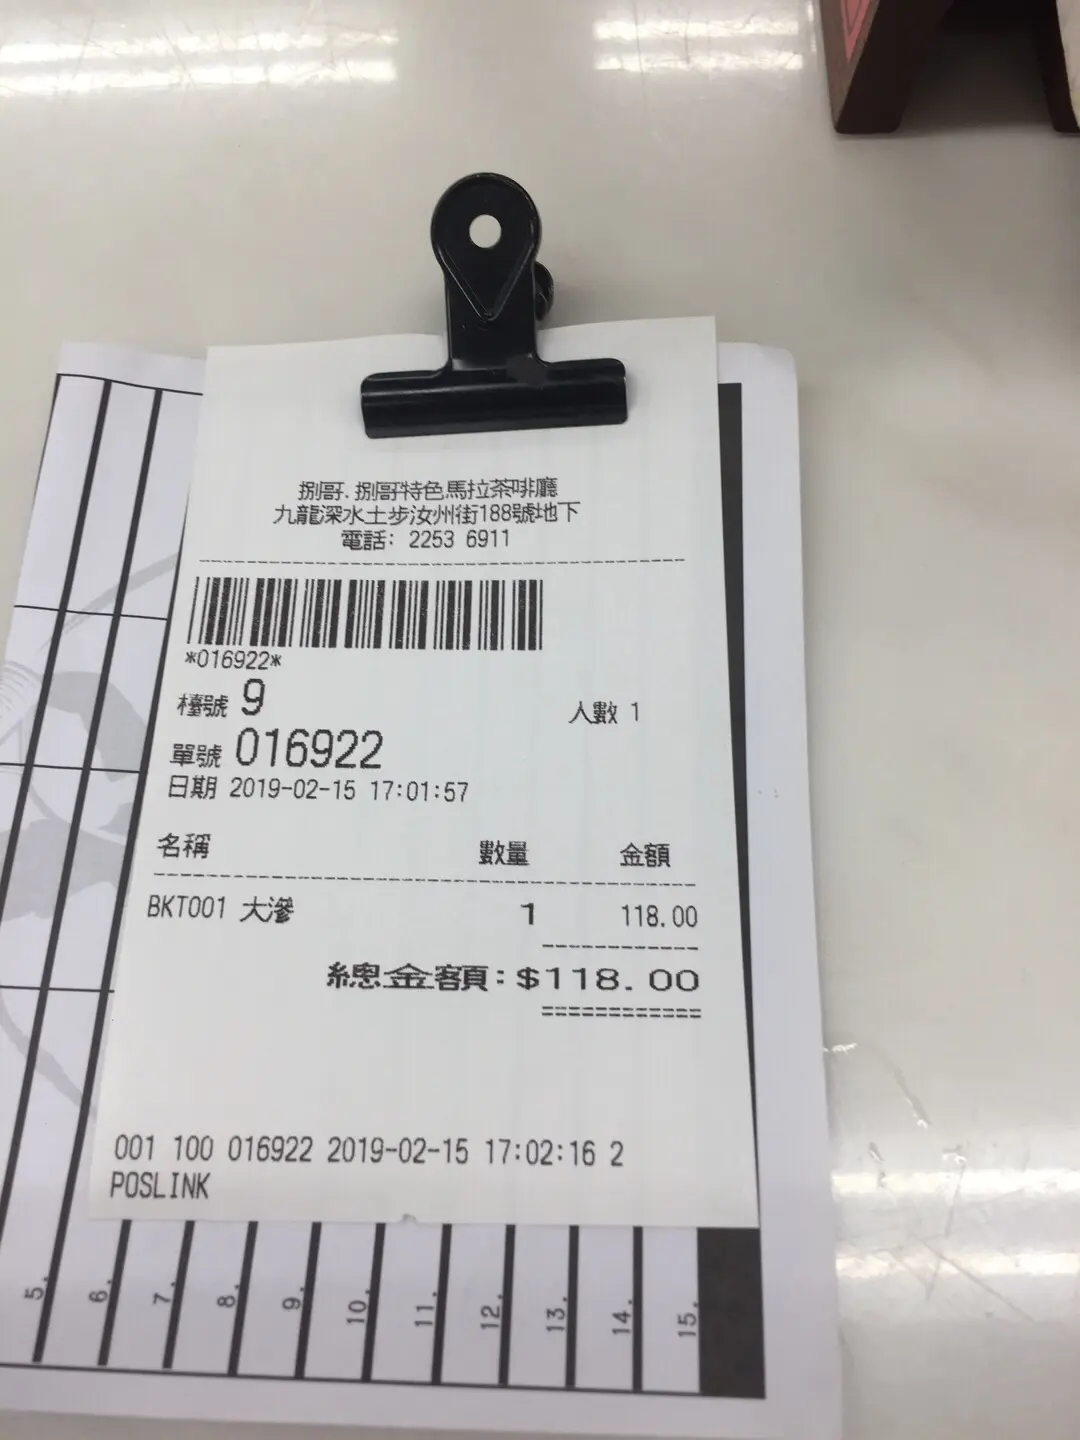 捌哥.捌哥特色馬拉茶啡廳
九龍深水土步汝州街188號地下
電話: 2253 6911
*016922*
檯號 9 人數 1
單號 016922
日期 2019-02-15 17:01:57
名稱 數量 金額
BKT001 大滲 1 118.00
總金額:$118.00
001 100 016922 2019-02-15 17:02:16 2
POSLINK
5. 6. 7. 8. 9. 10. 11. 12. 13. 14. 15.